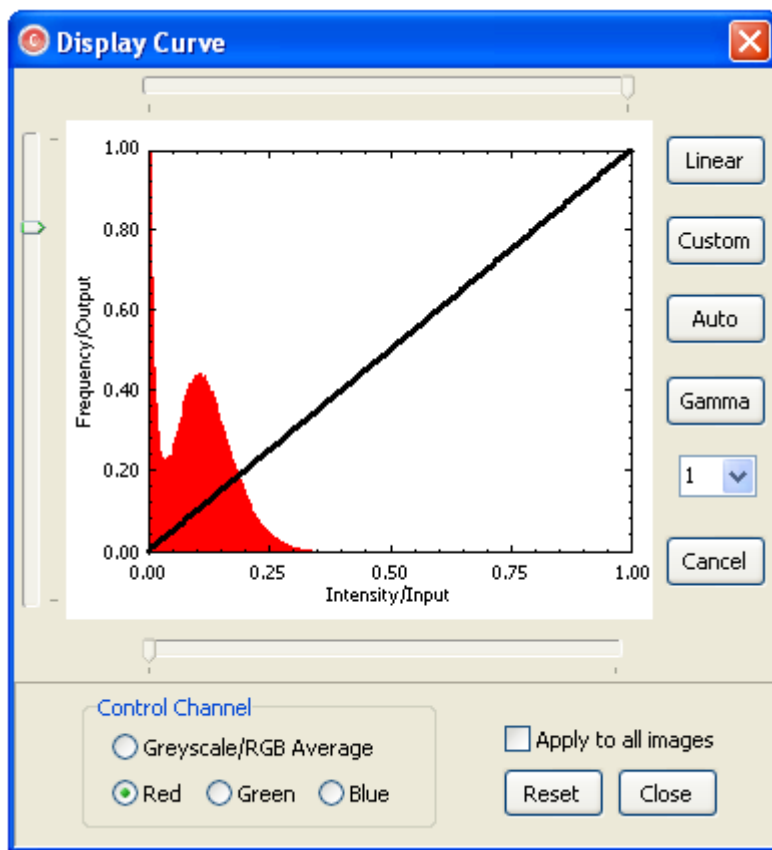 Display Curve
1.00
0.80
0.60
0.40
0.20
0.00
Frequency/Output
0.00 0.25 0.50 0.75 1.00
Intensity/Input
Linear
Custom
Auto
Gamma
1
Cancel
Control Channel
Greyscale/RGB Average
Red Green Blue
Apply to all images
Reset Close